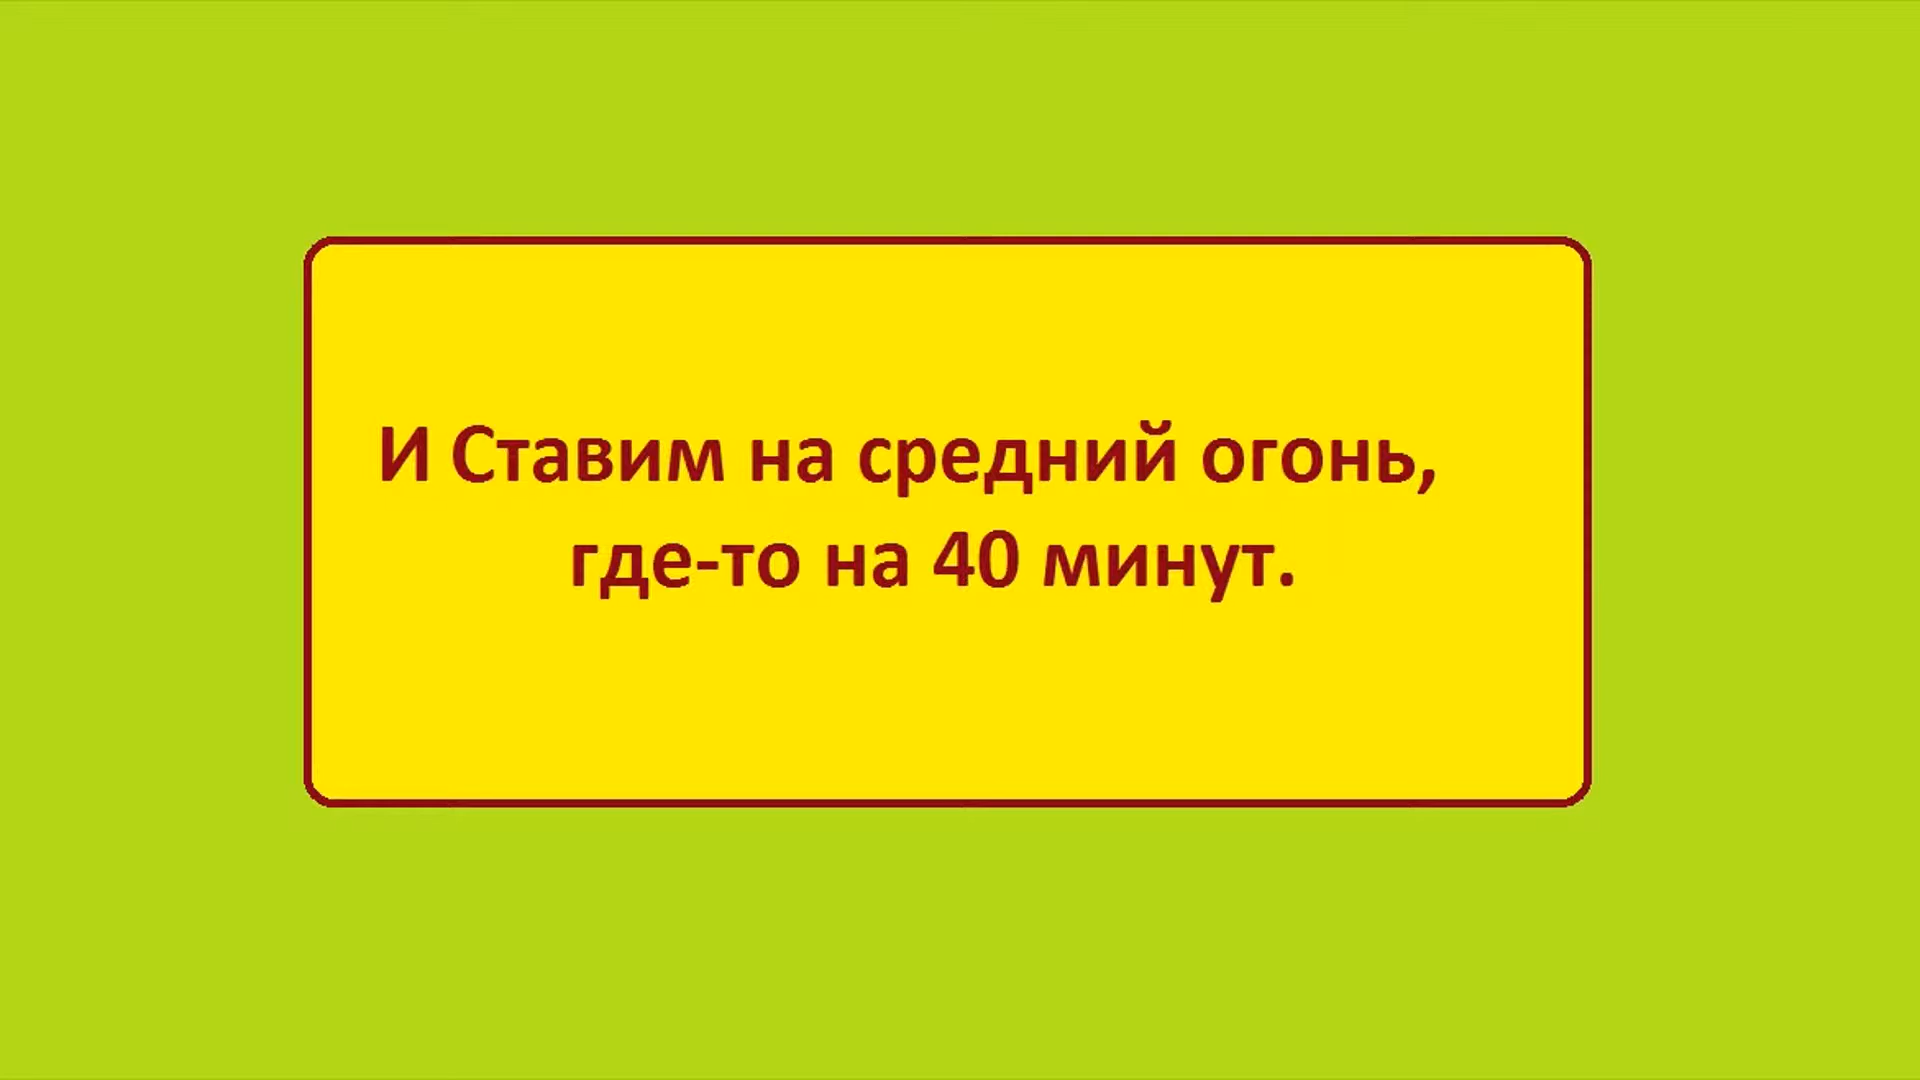 И Ставим на средний огонь,
где-то на 40 минут.